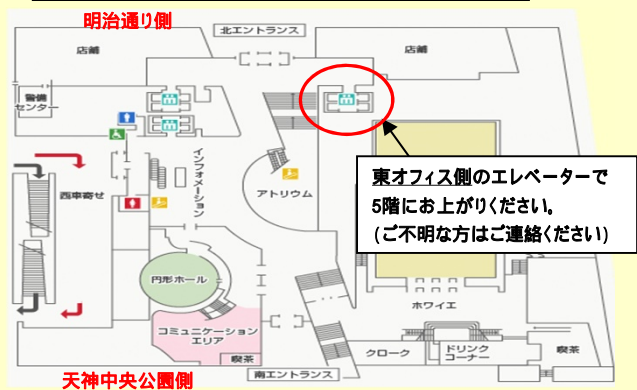 明治通り側
北エントランス
店舗
店舗
警備
センター
インフォメーション
アトリウム
西車寄せ
東オフィス側のエレベーターで
5階にお上がりください。
(ご不明な方はご連絡ください)
円形ホール
ホワイエ
コミュニケーション
エリア
喫茶
クローク
ドリンク
コーナー
喫茶
南エントランス
天神中央公園側